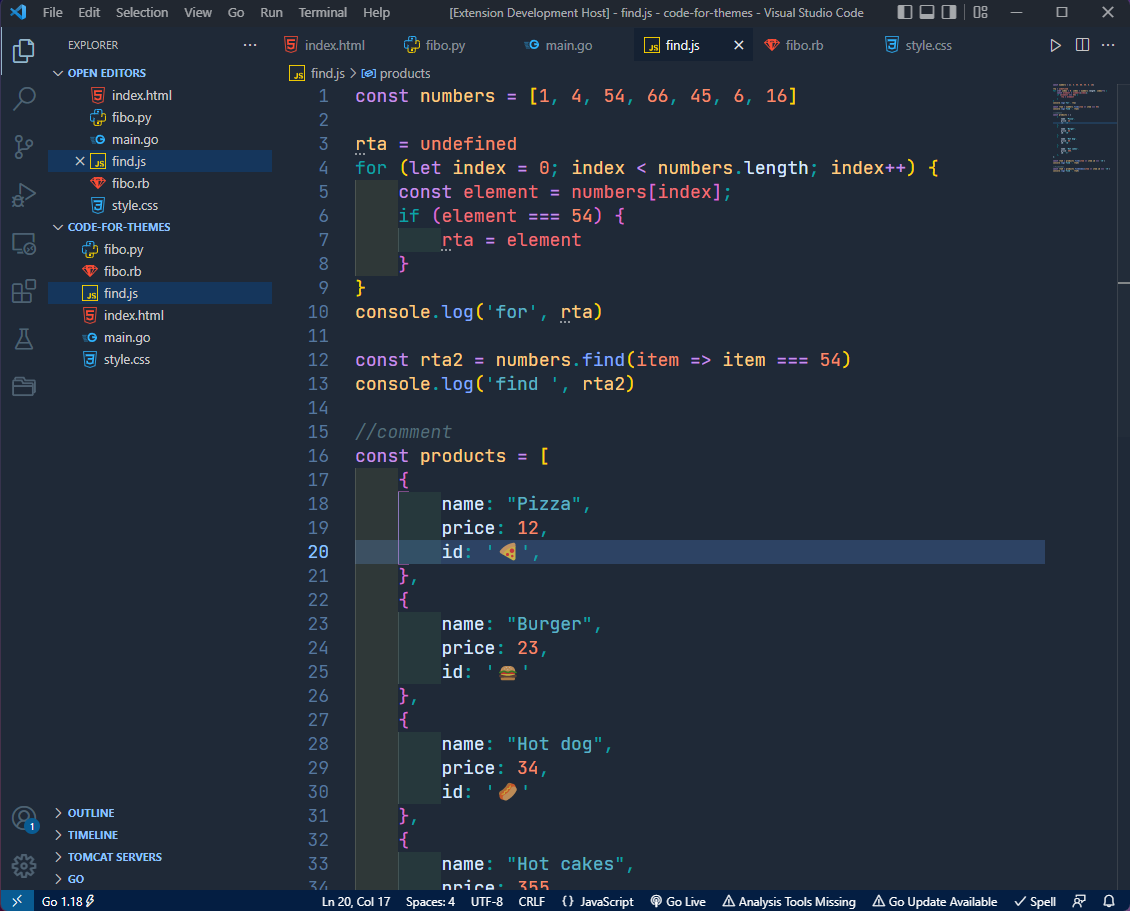 File Edit Selection View Go Run Terminal Help [Extension Development Host] - find.js - code-for-themes - Visual Studio Code
EXPLORER
OPEN EDITORS
index.html
fibo.py
main.go
find.js
fibo.rb
style.css
CODE-FOR-THEMES
fibo.py
fibo.rb
find.js
index.html
main.go
style.css
OUTLINE
TIMELINE
TOMCAT SERVERS
GO
1
index.html fibo.py main.go find.js fibo.rb style.css
find.js > products
1 const numbers = [1, 4, 54, 66, 45, 6, 16]
2
3 rta = undefined
4 for (let index = 0; index < numbers.length; index++) {
5     const element = numbers[index];
6     if (element === 54) {
7         rta = element
8     }
9 }
10 console.log('for', rta)
11
12 const rta2 = numbers.find(item => item === 54)
13 console.log('find ', rta2)
14
15 //comment
16 const products = [
17     {
18         name: "Pizza",
19         price: 12,
20         id: '🍕',
21     },
22     {
23         name: "Burger",
24         price: 23,
25         id: '🍔'
26     },
27     {
28         name: "Hot dog",
29         price: 34,
30         id: '🌭'
31     },
32     {
33         name: "Hot cakes",
34         price: 355
Go 1.18 Ln 20, Col 17 Spaces: 4 UTF-8 CRLF {} JavaScript Go Live Analysis Tools Missing Go Update Available Spell